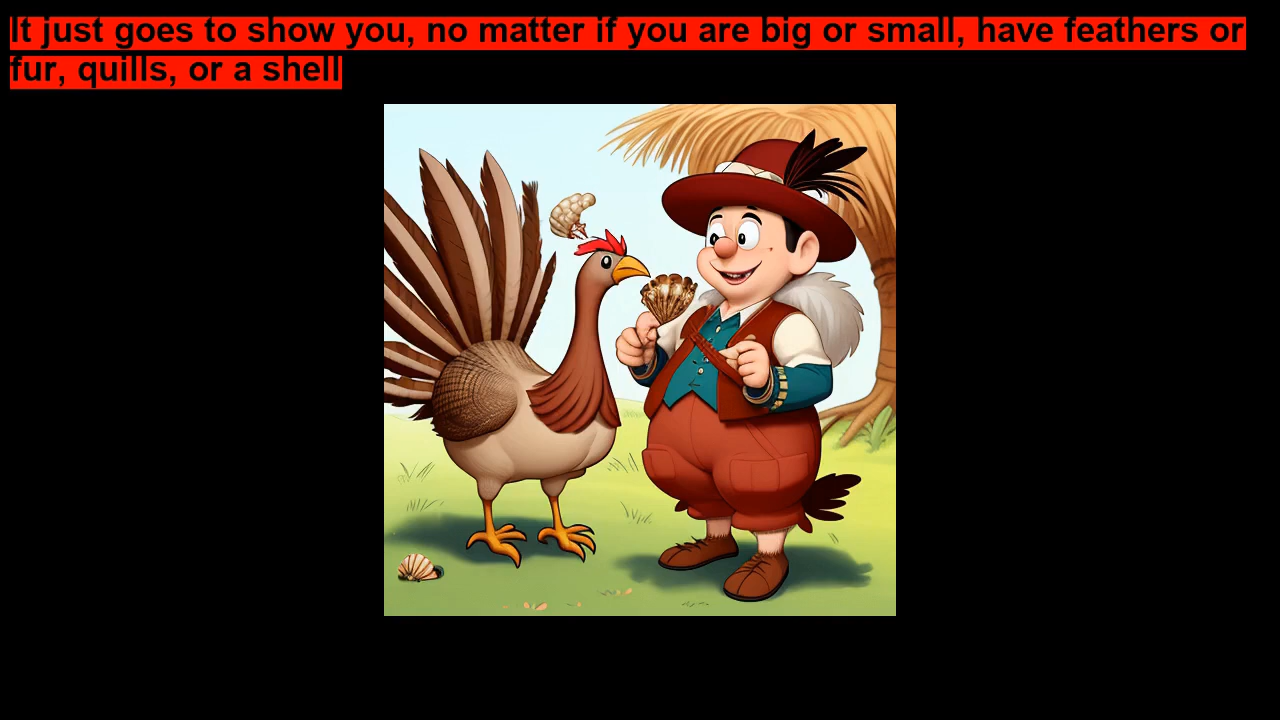 It just goes to show you, no matter if you are big or small, have feathers or
fur, quills, or a shell